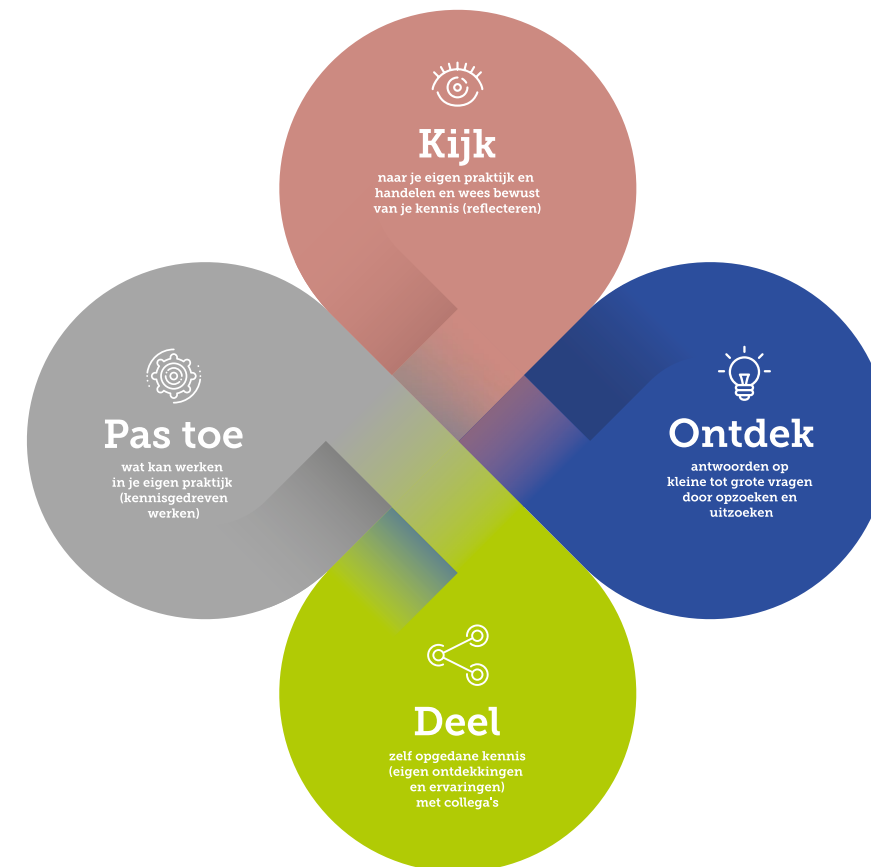 Kijk
naar je eigen praktijk en
handelen en wees bewust
van je kennis (reflecteren)
Pas toe
wat kan werken
in je eigen praktijk
(kennisgedreven
werken)
Ontdek
antwoorden op
kleine tot grote vragen
door opzoeken en
uitzoeken
Deel
zelf opgedane kennis
(eigen ontdekkingen
en ervaringen)
met collega's